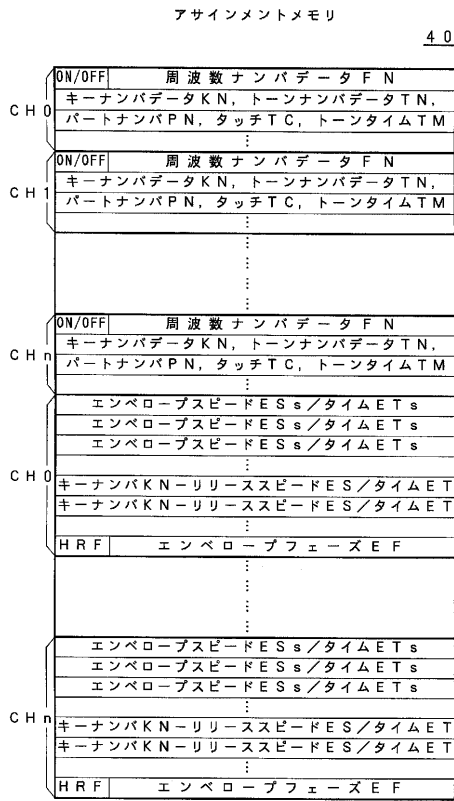 アサインメントメモリ
40
CH0
ON/OFF 周波数ナンバデータFN
キーナンバデータKN,トーンナンバデータTN,
パートナンバPN,タッチTC,トーンタイムTM
CH1
ON/OFF 周波数ナンバデータFN
キーナンバデータKN,トーンナンバデータTN,
パートナンバPN,タッチTC,トーンタイムTM
CHn
ON/OFF 周波数ナンバデータFN
キーナンバデータKN,トーンナンバデータTN,
パートナンバPN,タッチTC,トーンタイムTM
CH0
エンベロープスピードESs/タイムETs
エンベロープスピードESs/タイムETs
エンベロープスピードESs/タイムETs
キーナンバKN-リリーススピードES/タイムET
キーナンバKN-リリーススピードES/タイムET
HRF エンベロープフェーズEF
CHn
エンベロープスピードESs/タイムETs
エンベロープスピードESs/タイムETs
エンベロープスピードESs/タイムETs
キーナンバKN-リリーススピードES/タイムET
キーナンバKN-リリーススピードES/タイムET
HRF エンベロープフェーズEF